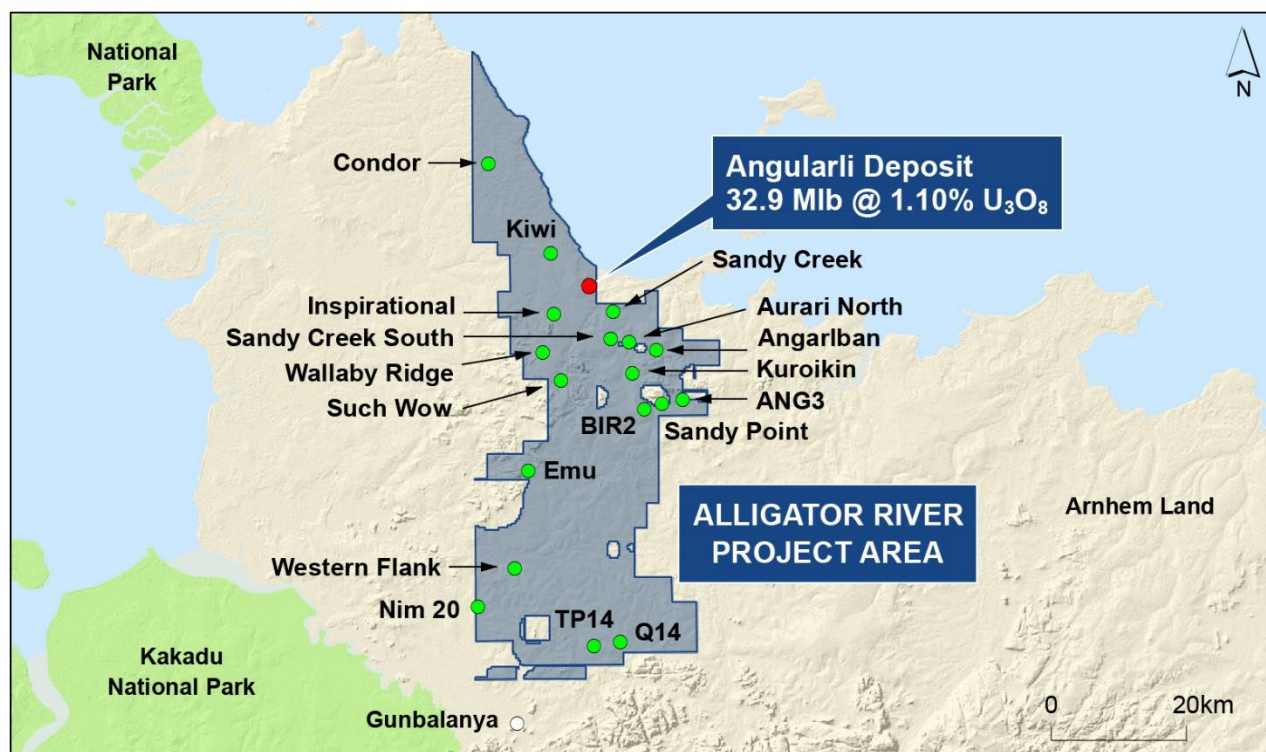 National
Park
N
Condor
Angularli Deposit
32.9 Mlb @ 1.10% U₃O₈
Kiwi
Sandy Creek
Inspirational
Aurari North
Sandy Creek South
Angarlban
Wallaby Ridge
Kuroikin
Such Wow
ANG3
BIR2
Sandy Point
Emu
ALLIGATOR RIVER
PROJECT AREA
Arnhem Land
Western Flank
Nim 20
TP14
Q14
Kakadu
National Park
Gunbalanya
0 20km